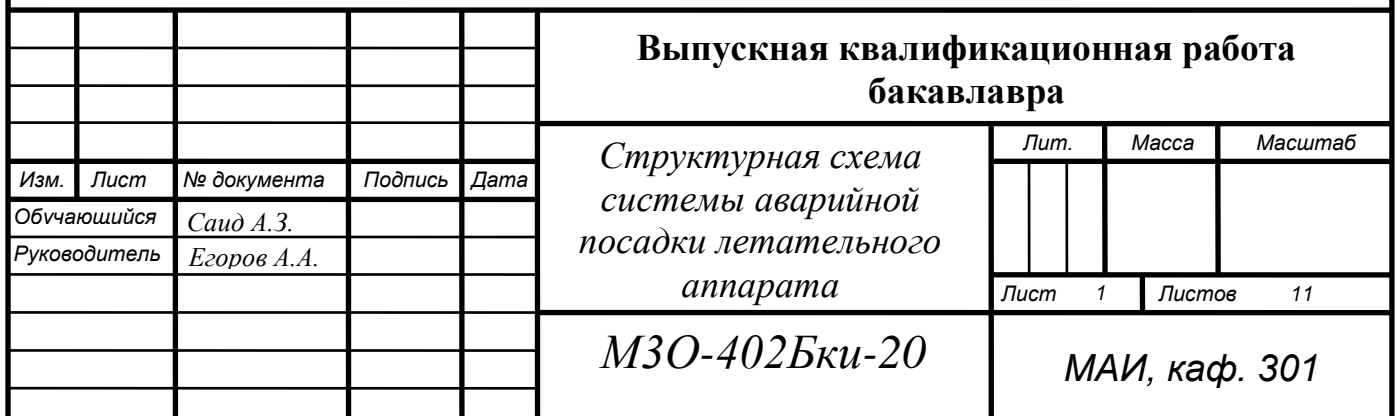 Выпускная квалификационная работа
бакавлавра
Структурная схема
системы аварийной
посадки летательного
аппарата
Лит. Масса Масштаб
Изм. Лист № документа Подпись Дата
Обучающийся Саид А.З.
Руководитель Егоров А.А.
Лист 1 Листов 11
М3О-402Бки-20
МАИ, каф. 301